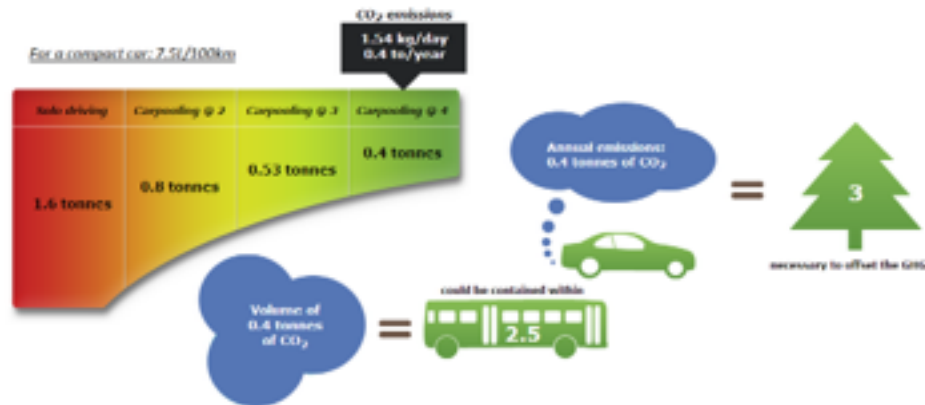 CO₂ emissions
1.54 kg/day
0.4 to/year
For a compact car: 7.5L/100km
Solo driving
Carpooling @ 2
Carpooling @ 3
Carpooling @ 4
1.6 tonnes
0.8 tonnes
0.53 tonnes
0.4 tonnes
Annual emissions:
0.4 tonnes of CO₂
=
3
necessary to offset the GHG
Volume of
0.4 tonnes
of CO₂
=
could be contained within
2.5